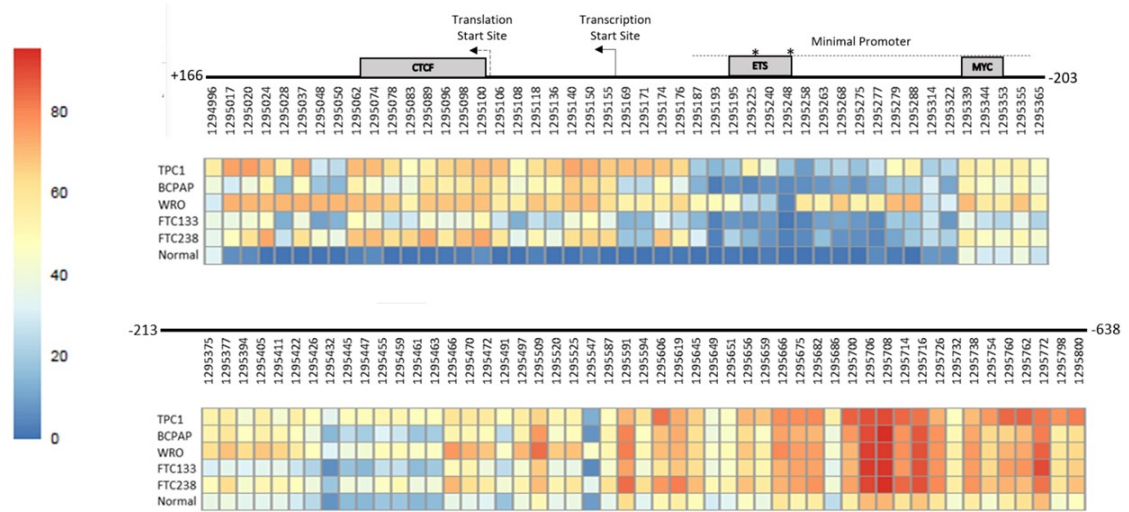 Translation
Start Site
Transcription
Start Site
* *
Minimal Promoter
CTCF
ETS
MYC
+166
-203
1294996 1295017 1295020 1295024 1295028 1295037 1295048 1295050 1295062 1295074 1295078 1295083 1295089 1295096 1295098 1295100 1295106 1295108 1295118 1295136 1295140 1295150 1295155 1295169 1295171 1295174 1295176 1295187 1295193 1295195 1295225 1295240 1295248 1295258 1295263 1295268 1295275 1295277 1295279 1295288 1295314 1295322 1295339 1295344 1295353 1295355 1295365
TPC1
BCPAP
WRO
FTC133
FTC238
Normal
80
60
40
20
0
-213
-638
1295375 1295377 1295394 1295405 1295411 1295422 1295426 1295432 1295445 1295447 1295455 1295459 1295461 1295463 1295466 1295470 1295472 1295491 1295497 1295509 1295520 1295525 1295547 1295587 1295591 1295594 1295606 1295619 1295645 1295649 1295651 1295656 1295659 1295666 1295675 1295682 1295686 1295700 1295706 1295708 1295714 1295716 1295726 1295732 1295738 1295754 1295760 1295762 1295772 1295798 1295800
TPC1
BCPAP
WRO
FTC133
FTC238
Normal